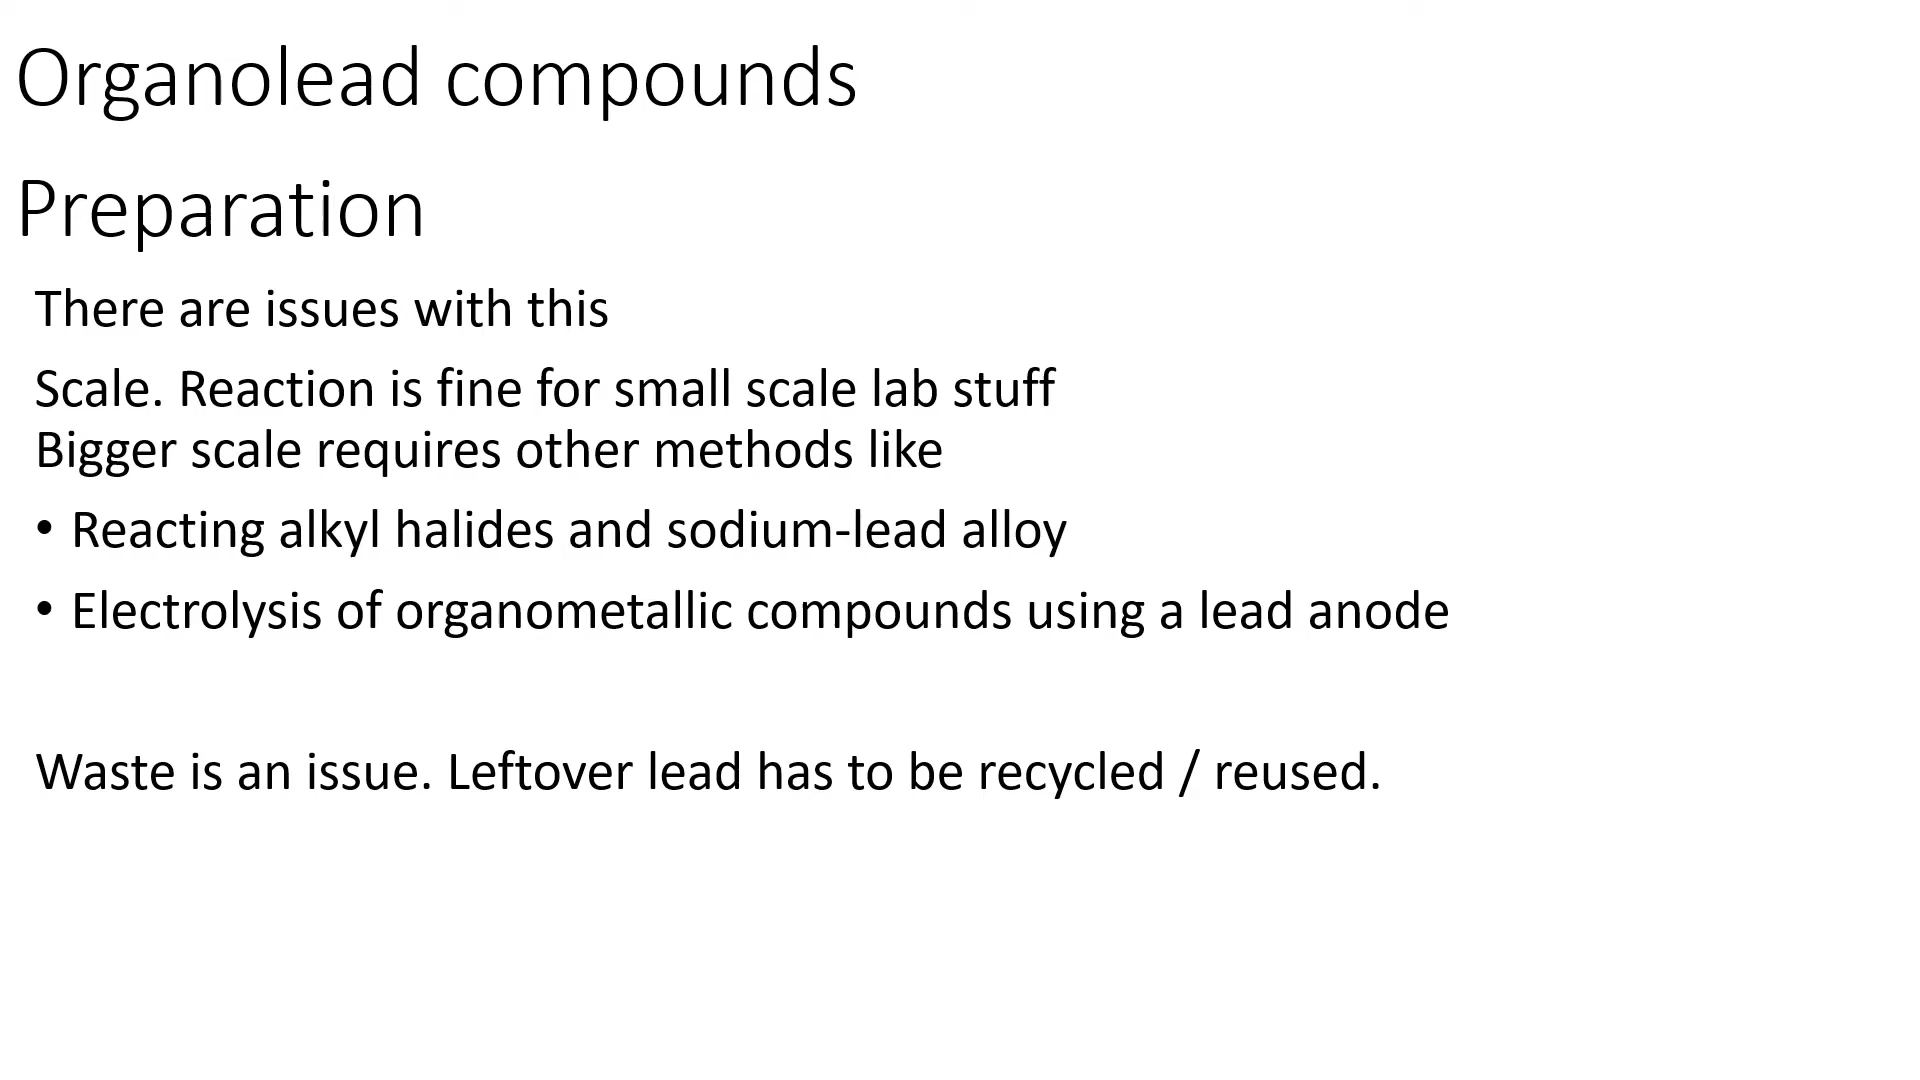 Organolead compounds
Preparation
There are issues with this
Scale. Reaction is fine for small scale lab stuff
Bigger scale requires other methods like
• Reacting alkyl halides and sodium-lead alloy
• Electrolysis of organometallic compounds using a lead anode
Waste is an issue. Leftover lead has to be recycled / reused.